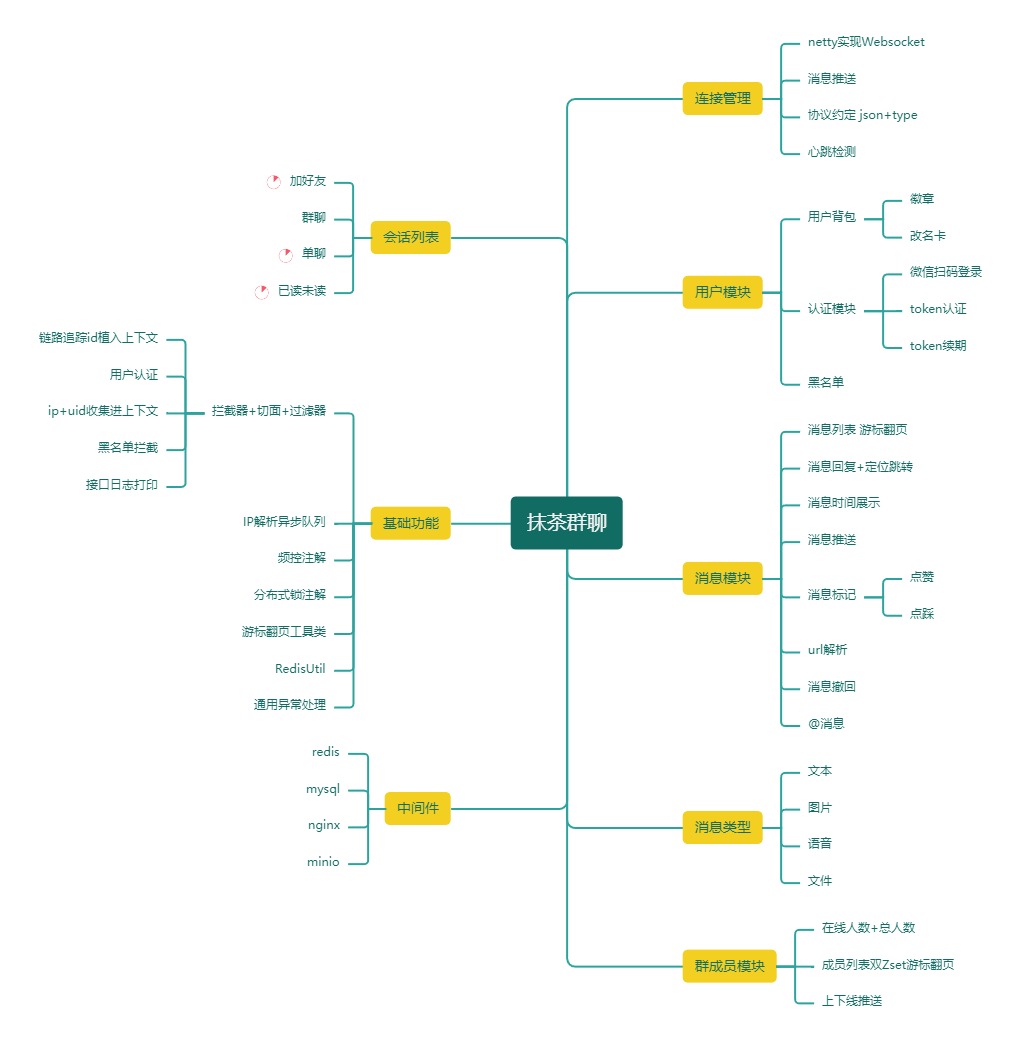 抹茶群聊
连接管理
netty实现Websocket
消息推送
协议约定 json+type
心跳检测
用户模块
用户背包
徽章
改名卡
认证模块
微信扫码登录
token认证
token续期
黑名单
消息模块
消息列表 游标翻页
消息回复+定位跳转
消息时间展示
消息推送
消息标记
点赞
点踩
url解析
消息撤回
@消息
消息类型
文本
图片
语音
文件
群成员模块
在线人数+总人数
成员列表双Zset游标翻页
上下线推送
会话列表
加好友
群聊
单聊
已读未读
基础功能
拦截器+切面+过滤器
链路追踪id植入上下文
用户认证
ip+uid收集进上下文
黑名单拦截
接口日志打印
IP解析异步队列
频控注解
分布式锁注解
游标翻页工具类
RedisUtil
通用异常处理
中间件
redis
mysql
nginx
minio